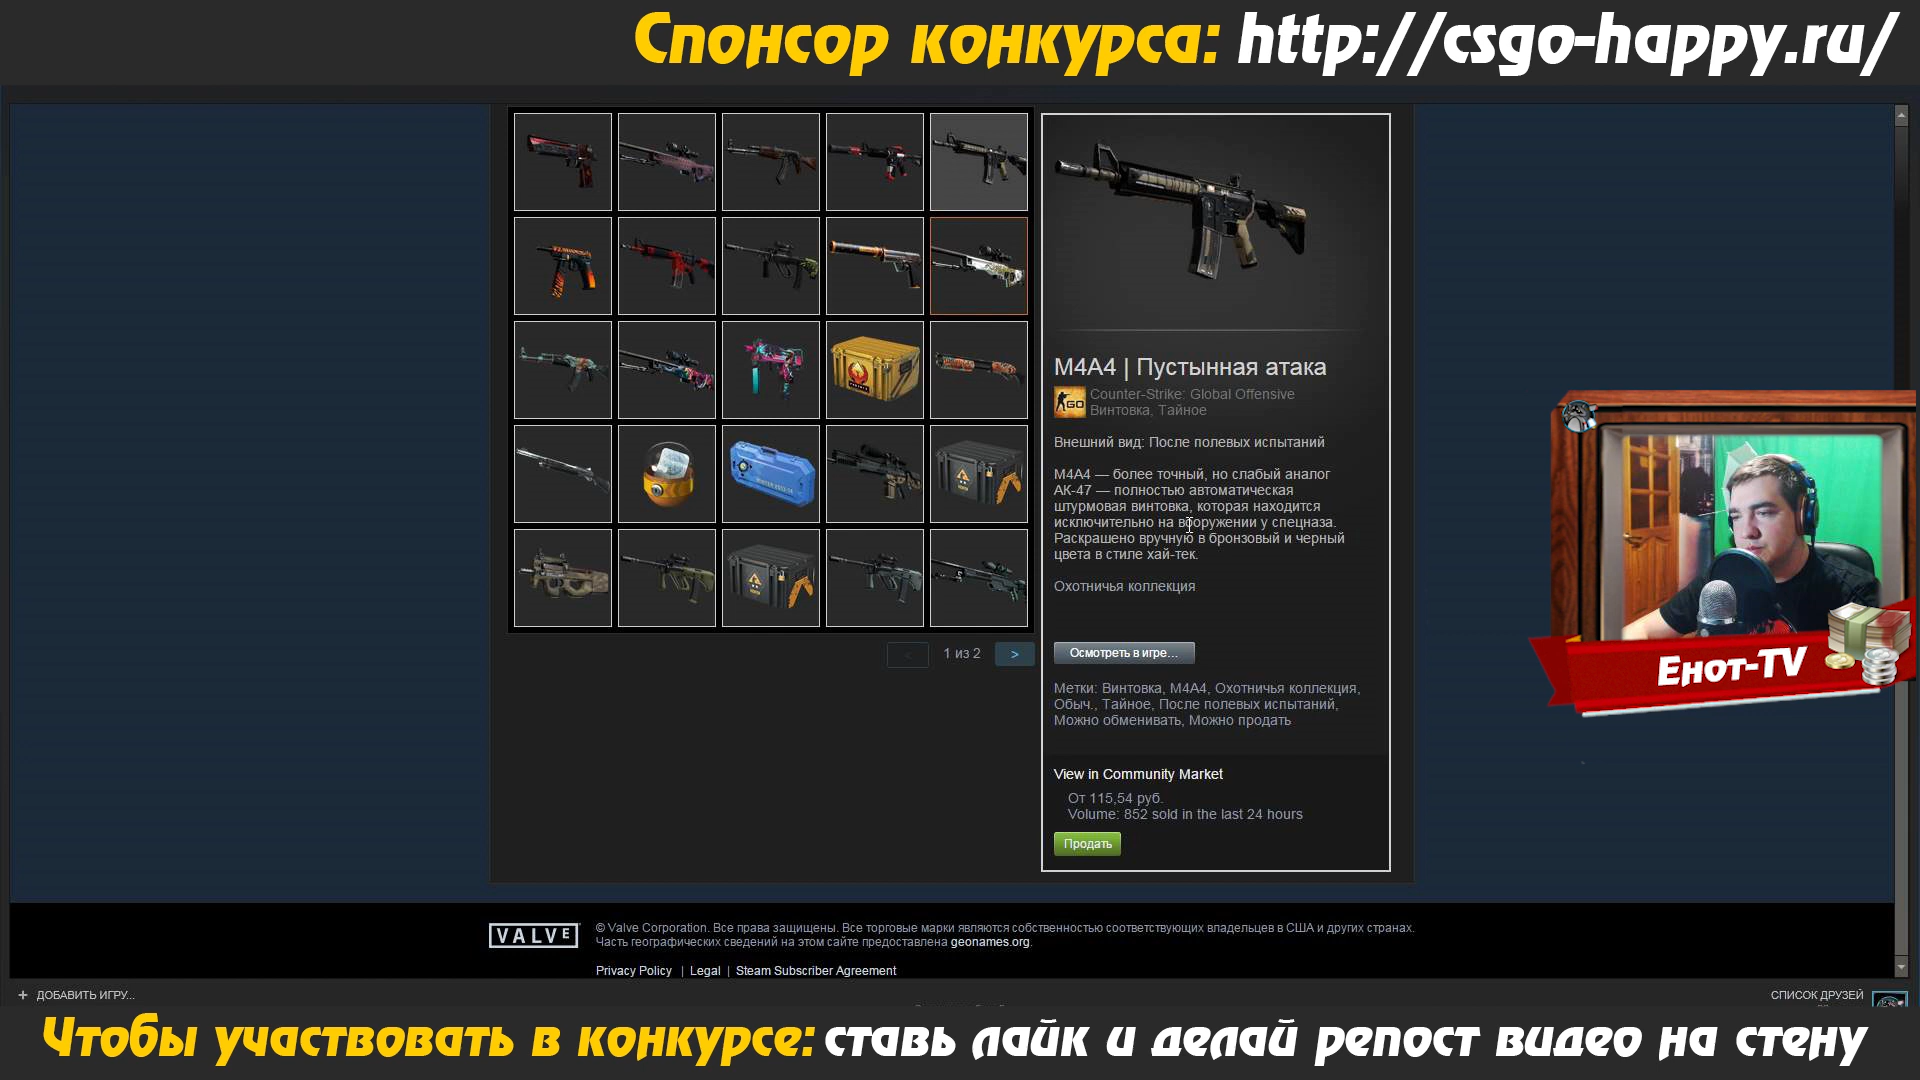 Спонсор конкурса: http://csgo-happy.ru/
M4A4 | Пустынная атака
Counter-Strike: Global Offensive
Винтовка, Тайное
Внешний вид: После полевых испытаний
M4A4 — более точный, но слабый аналог
АК-47 — полностью автоматическая
штурмовая винтовка, которая находится
исключительно на вооружении у спецназа.
Раскрашено вручную в бронзовый и черный
цвета в стиле хай-тек.
Охотничья коллекция
1 из 2
>
Осмотреть в игре...
Метки: Винтовка, M4A4, Охотничья коллекция,
Обыч., Тайное, После полевых испытаний,
Можно обменивать, Можно продать
Енот-TV
View in Community Market
От 115,54 руб.
Volume: 852 sold in the last 24 hours
Продать
VALVE
© Valve Corporation. Все права защищены. Все торговые марки являются собственностью соответствующих владельцев в США и других странах.
Часть географических сведений на этом сайте предоставлена geonames.org.
Privacy Policy | Legal | Steam Subscriber Agreement
+ ДОБАВИТЬ ИГРУ...
СПИСОК ДРУЗЕЙ
Чтобы участвовать в конкурсе: ставь лайк и делай репост видео на стену